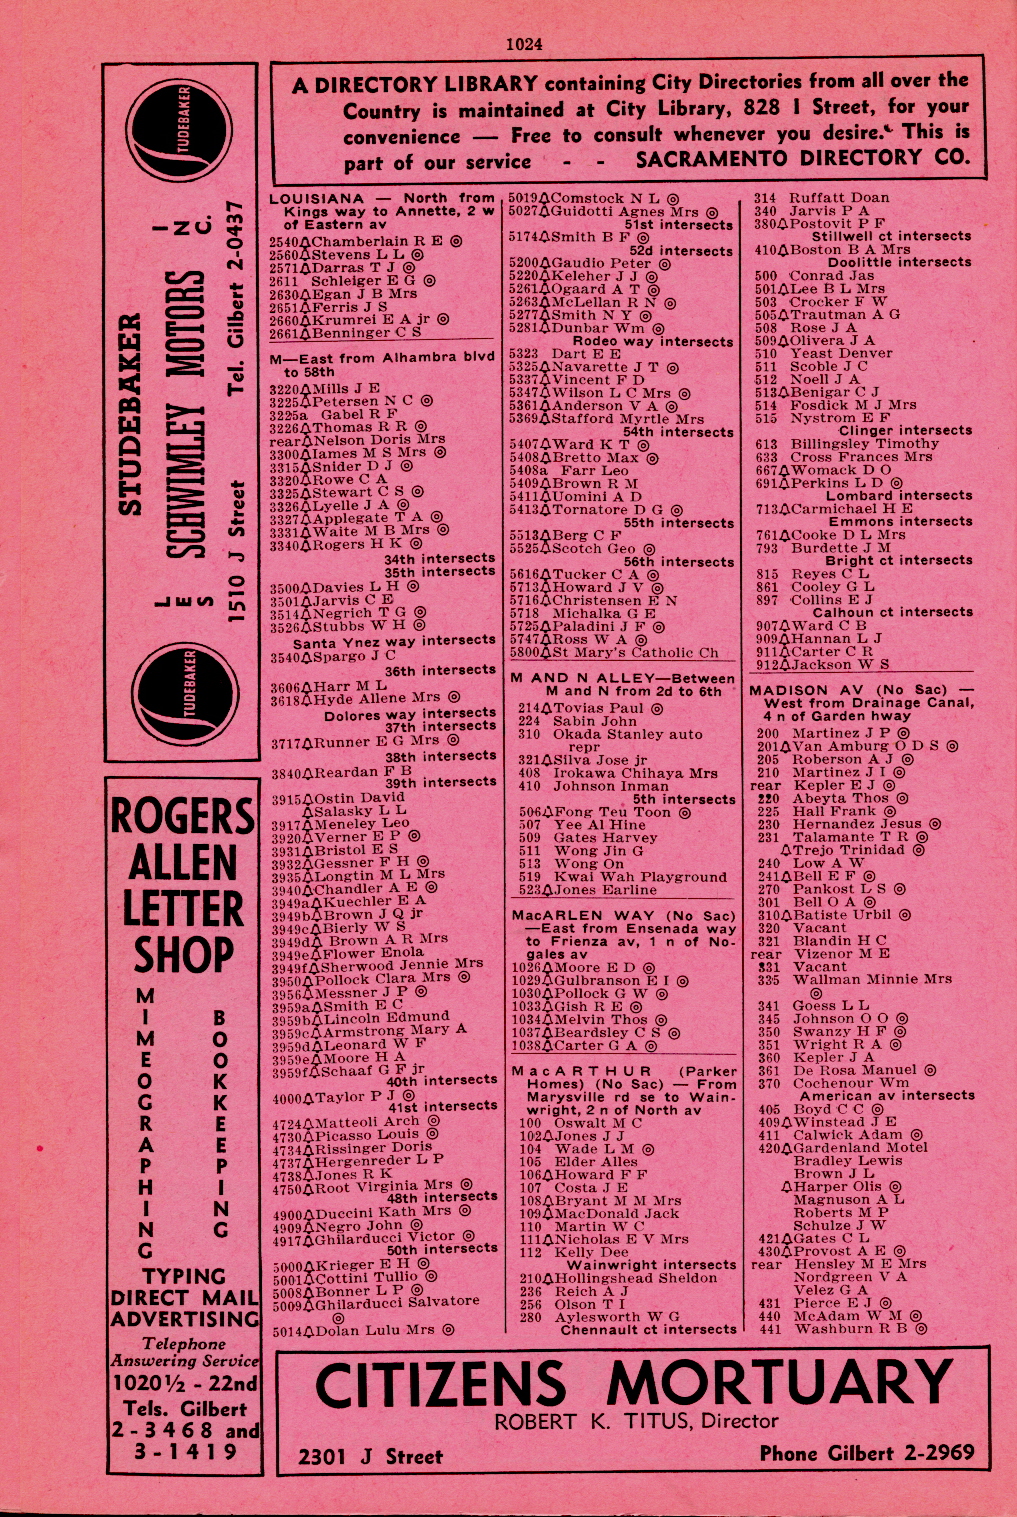 1024
A DIRECTORY LIBRARY containing City Directories from all over the
Country is maintained at City Library, 828 I Street, for your
convenience — Free to consult whenever you desire. This is
part of our service - - SACRAMENTO DIRECTORY CO.
STUDEBAKER
STUDEBAKER
LES SCHWIMLEY MOTORS INC.
1510 J Street Tel. Gilbert 2-0437
STUDEBAKER
ROGERS
ALLEN
LETTER
SHOP
MIMEOGRAPHING
BOOKEEPING
TYPING
DIRECT MAIL
ADVERTISING
Telephone
Answering Service
1020½ - 22nd
Tels. Gilbert
2-3468 and
3-1419
LOUISIANA — North from
Kings way to Annette, 2 w
of Eastern av
2540△Chamberlain R E ◎
2560△Stevens L L ◎
2571△Darras T J ◎
2611 Schleiger E G ◎
2630△Egan J B Mrs
2651△Ferris J S
2660△Krumrei E A jr ◎
2661△Benninger C S
M—East from Alhambra blvd
to 58th
3220△Mills J E
3225△Petersen N C ◎
3225a Gabel R F
3226△Thomas R R ◎
rear△Nelson Doris Mrs
3300△Iames M S Mrs ◎
3315△Snider D J ◎
3320△Rowe C A
3325△Stewart C S ◎
3326△Lyelle J A ◎
3327△Applegate T A ◎
3331△Waite M B Mrs ◎
3340△Rogers H K ◎
34th intersects
35th intersects
3500△Davies L H ◎
3501△Jarvis C E
3514△Negrich T G ◎
3526△Stubbs W H ◎
Santa Ynez way intersects
3540△Spargo J C
36th intersects
3606△Harr M L
3618△Hyde Allene Mrs ◎
Dolores way intersects
37th intersects
3717△Runner E G Mrs ◎
38th intersects
3840△Reardan F B
39th intersects
3915△Ostin David
△Salasky L L
3917△Meneley Leo
3920△Verner E P ◎
3931△Bristol E S
3932△Gessner F H ◎
3935△Longtin M L Mrs
3940△Chandler A E ◎
3949a△Kuechler E A
3949b△Brown J Q jr
3949c△Bierly W S
3949d△ Brown A R Mrs
3949e△Flower Enola
3949f△Sherwood Jennie Mrs
3950△Pollock Clara Mrs ◎
3956△Messner J P ◎
3959a△Smith E C
3959b△Lincoln Edmund
3959c△Armstrong Mary A
3959d△Leonard W F
3959e△Moore H A
3959f△Schaaf G F jr
40th intersects
4000△Taylor P J ◎
41st intersects
4724△Matteoli Arch ◎
4730△Picasso Louis ◎
4734△Rissinger Doris
4737△Hergenreder L P
4738△Jones R K
4750△Root Virginia Mrs ◎
48th intersects
4900△Duccini Kath Mrs ◎
4909△Negro John ◎
4917△Ghilarducci Victor ◎
50th intersects
5000△Krieger E H ◎
5001△Cottini Tullio ◎
5008△Bonner L P ◎
5009△Ghilarducci Salvatore
◎
5014△Dolan Lulu Mrs ◎
5019△Comstock N L ◎
5027△Guidotti Agnes Mrs ◎
51st intersects
5174△Smith B F ◎
52d intersects
5200△Gaudio Peter ◎
5220△Keleher J J ◎
5261△Ogaard A T ◎
5263△McLellan R N ◎
5277△Smith N Y ◎
5281△Dunbar Wm ◎
Rodeo way intersects
5323 Dart E E
5325△Navarette J T ◎
5337△Vincent F D
5347△Wilson L C Mrs ◎
5361△Anderson V A ◎
5369△Stafford Myrtle Mrs
54th intersects
5407△Ward K T ◎
5408△Bretto Max ◎
5408a Farr Leo
5409△Brown R M
5411△Uomini A D
5413△Tornatore D G ◎
55th intersects
5513△Berg C F
5525△Scotch Geo ◎
56th intersects
5616△Tucker C A ◎
5713△Howard J V ◎
5716△Christensen E N
5718 Michalka G E
5725△Paladini J F ◎
5747△Ross W A ◎
5800△St Mary's Catholic Ch
M AND N ALLEY—Between
M and N from 2d to 6th
214△Tovias Paul ◎
224 Sabin John
310 Okada Stanley auto
repr
321△Silva Jose jr
408 Irokawa Chihaya Mrs
410 Johnson Inman
5th intersects
506△Fong Teu Toon ◎
507 Yee Al Hine
509 Gates Harvey
511 Wong Jin G
513 Wong On
519 Kwai Wah Playground
523△Jones Earline
MacARLEN WAY (No Sac)
—East from Ensenada way
to Frienza av, 1 n of No-
gales av
1026△Moore E D ◎
1029△Gulbranson E I ◎
1030△Pollock G W ◎
1033△Gish R E ◎
1034△Melvin Thos ◎
1037△Beardsley C S ◎
1038△Carter G A ◎
MacARTHUR (Parker
Homes) (No Sac) — From
Marysville rd se to Wain-
wright, 2 n of North av
100 Oswalt M C
102△Jones J J
104 Wade L M ◎
105 Elder Alles
106△Howard F F
107 Costa J E
108△Bryant M M Mrs
109△MacDonald Jack
110 Martin W C
111△Nicholas E V Mrs
112 Kelly Dee
Wainwright intersects
210△Hollingshead Sheldon
236 Reich A J
256 Olson T I
280 Aylesworth W G
Chennault ct intersects
314 Ruffatt Doan
340 Jarvis P A
380△Postovit P F
Stillwell ct intersects
410△Boston B A Mrs
Doolittle intersects
500 Conrad Jas
501△Lee B L Mrs
503 Crocker F W
505△Trautman A G
508 Rose J A
509△Olivera J A
510 Yeast Denver
511 Scoble J C
512 Noell J A
513△Benigar C J
514 Fosdick M J Mrs
515 Nystrom E F
Clinger intersects
613 Billingsley Timothy
633 Cross Frances Mrs
667△Womack D O
691△Perkins L D ◎
Lombard intersects
713△Carmichael H E
Emmons intersects
761△Cooke D L Mrs
793 Burdette J M
Bright ct intersects
815 Reyes C L
861 Cooley G L
897 Collins E J
Calhoun ct intersects
907△Ward C B
909△Hannan L J
911△Carter C R
912△Jackson W S
MADISON AV (No Sac) —
West from Drainage Canal,
4 n of Garden hway
200 Martinez J P ◎
201△Van Amburg O D S ◎
205 Roberson A J ◎
210 Martinez J I ◎
rear Kepler E J ◎
220 Abeyta Thos ◎
225 Hall Frank ◎
230 Hernandez Jesus ◎
231 Talamante T R ◎
△Trejo Trinidad ◎
240 Low A W
241△Bell E F ◎
270 Pankost L S ◎
301 Bell O A ◎
310△Batiste Urbil ◎
320 Vacant
321 Blandin H C
rear Vizenor M E
331 Vacant
335 Wallman Minnie Mrs
◎
341 Goess L L
345 Johnson O O ◎
350 Swanzy H F ◎
351 Wright R A ◎
360 Kepler J A
361 De Rosa Manuel ◎
370 Cochenour Wm
American av intersects
405 Boyd C C ◎
409△Winstead J E
411 Calwick Adam ◎
420△Gardenland Motel
Bradley Lewis
Brown J L
△Harper Olis ◎
Magnuson A L
Roberts M P
Schulze J W
421△Gates C L
430△Provost A E ◎
rear Hensley M E Mrs
Nordgreen V A
Velez G A
431 Pierce E J ◎
440 McAdam W M ◎
441 Washburn R B ◎
CITIZENS MORTUARY
ROBERT K. TITUS, Director
2301 J Street Phone Gilbert 2-2969